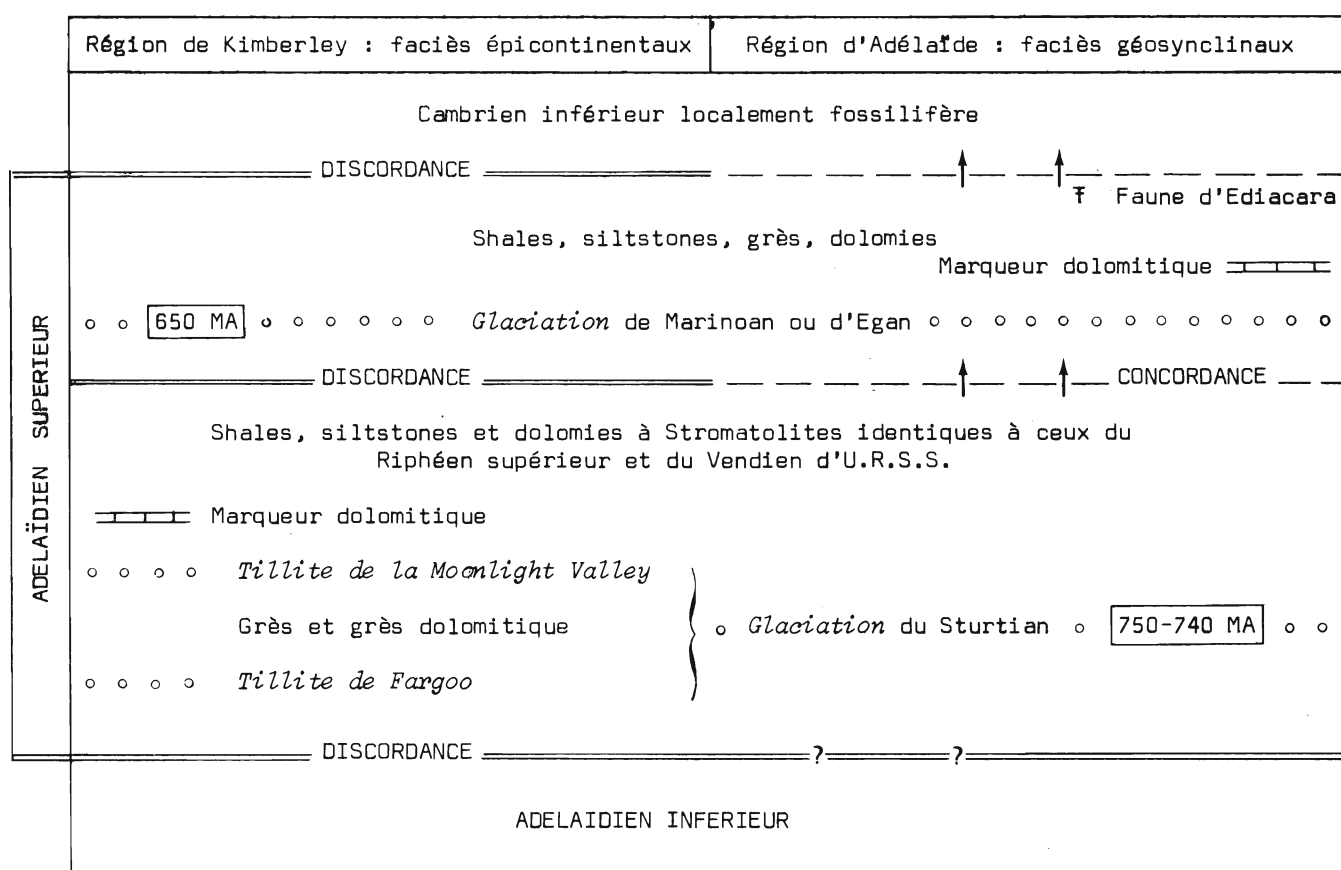 Région de Kimberley : faciès épicontinentaux
Région d'Adélaïde : faciès géosynclinaux
Cambrien inférieur localement fossilifère
DISCORDANCE
Faune d'Ediacara
Shales, siltstones, grès, dolomies
Marqueur dolomitique
650 MA
Glaciation de Marinoan ou d'Egan
DISCORDANCE
CONCORDANCE
Shales, siltstones et dolomies à Stromatolites identiques à ceux du
Riphéen supérieur et du Vendien d'U.R.S.S.
Marqueur dolomitique
Tillite de la Moonlight Valley
Grès et grès dolomitique
Glaciation du Sturtian
750-740 MA
Tillite de Fargoo
DISCORDANCE
? ?
ADELAIDIEN INFERIEUR
ADELAÏDIEN SUPERIEUR